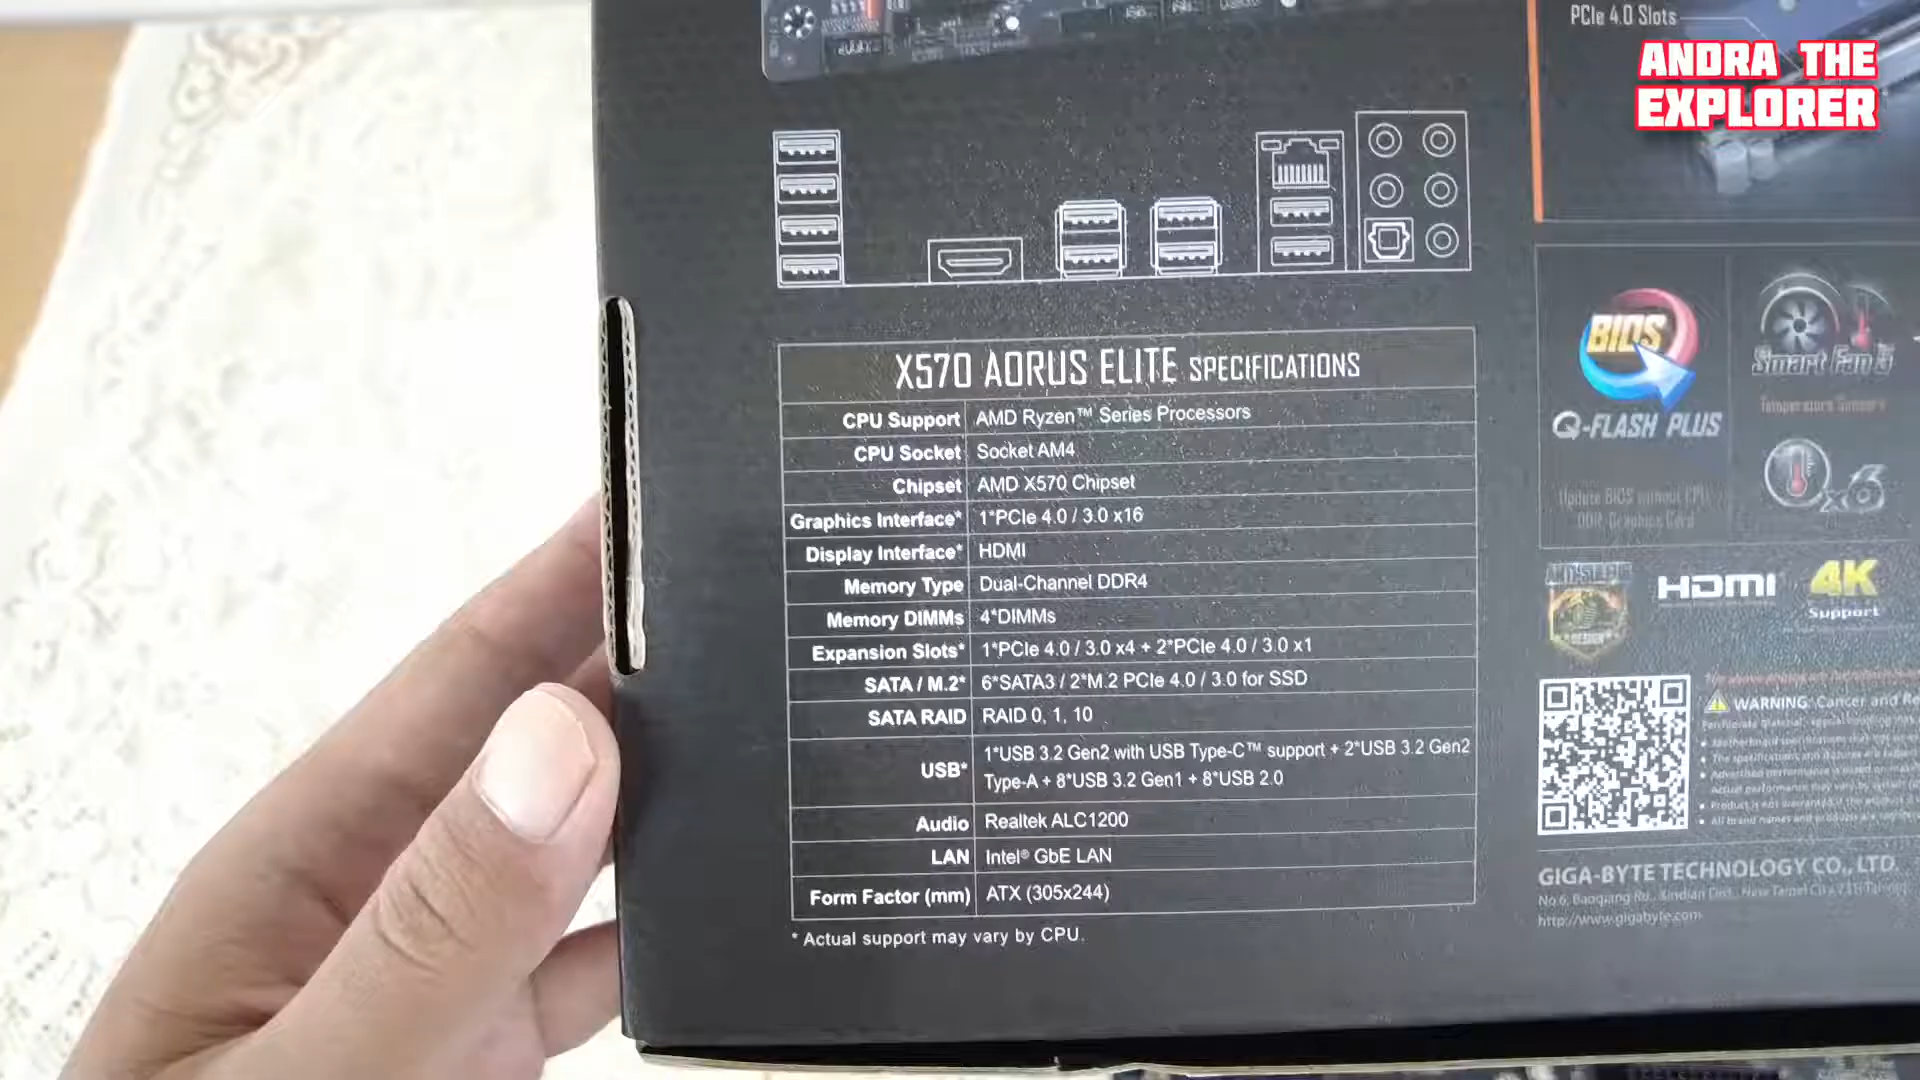 PCIe 4.0 Slots
ANDRA THE
EXPLORER
X570 AORUS ELITE SPECIFICATIONS
CPU Support AMD Ryzen™ Series Processors
CPU Socket Socket AM4
Chipset AMD X570 Chipset
Graphics Interface* 1*PCIe 4.0 / 3.0 x16
Display Interface* HDMI
Memory Type Dual-Channel DDR4
Memory DIMMs 4*DIMMs
Expansion Slots* 1*PCIe 4.0 / 3.0 x4 + 2*PCIe 4.0 / 3.0 x1
SATA / M.2* 6*SATA3 / 2*M.2 PCIe 4.0 / 3.0 for SSD
SATA RAID RAID 0, 1, 10
USB* 1*USB 3.2 Gen2 with USB Type-C™ support + 2*USB 3.2 Gen2
Type-A + 8*USB 3.2 Gen1 + 8*USB 2.0
Audio Realtek ALC1200
LAN Intel® GbE LAN
Form Factor (mm) ATX (305x244)
* Actual support may vary by CPU.
BIOS
Q-FLASH PLUS
Smart Fan 5
HDMI
4K
Support
DESIGN
WARNING: Cancer and
GIGA-BYTE TECHNOLOGY CO., LTD.
http://www.gigabyte.com